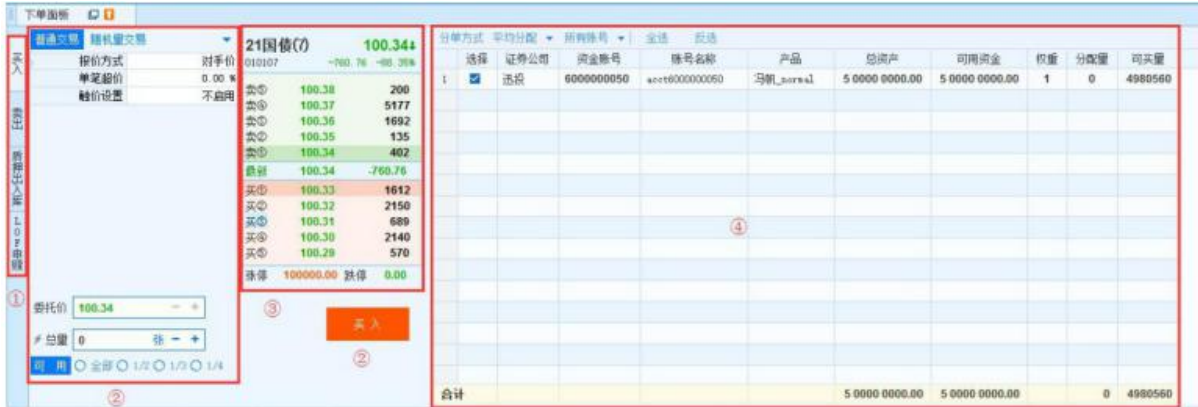 下单面板
买入
卖出
质押出入库
LOF申赎
①
普通交易 随机量交易
报价方式 对手价
单笔超价 0.00 %
触价设置 不启用
委托价 100.34 - +
总量 0 张 - +
可用 全部 1/2 1/3 1/4
②
21国债(7) 100.34
010107 -760.76 -88.35%
卖⑤ 100.38 200
卖④ 100.37 5177
卖③ 100.36 1692
卖② 100.35 135
卖① 100.34 402
最新 100.34 -760.76
买① 100.33 1612
买② 100.32 2150
买③ 100.31 689
买④ 100.30 2140
买⑤ 100.29 570
涨停 100000.00 跌停 0.00
③
买入
②
分单方式 平均分配 所有账号 全选 反选
选择 证券公司 资金账号 账号名称 产品 总资产 可用资金 权重 分配量 可买量
1 迅投 6000000050 acct6000000050 冯帆_normal 5 0000 0000.00 5 0000 0000.00 1 0 4980560
④
合计 5 0000 0000.00 5 0000 0000.00 0 4980560